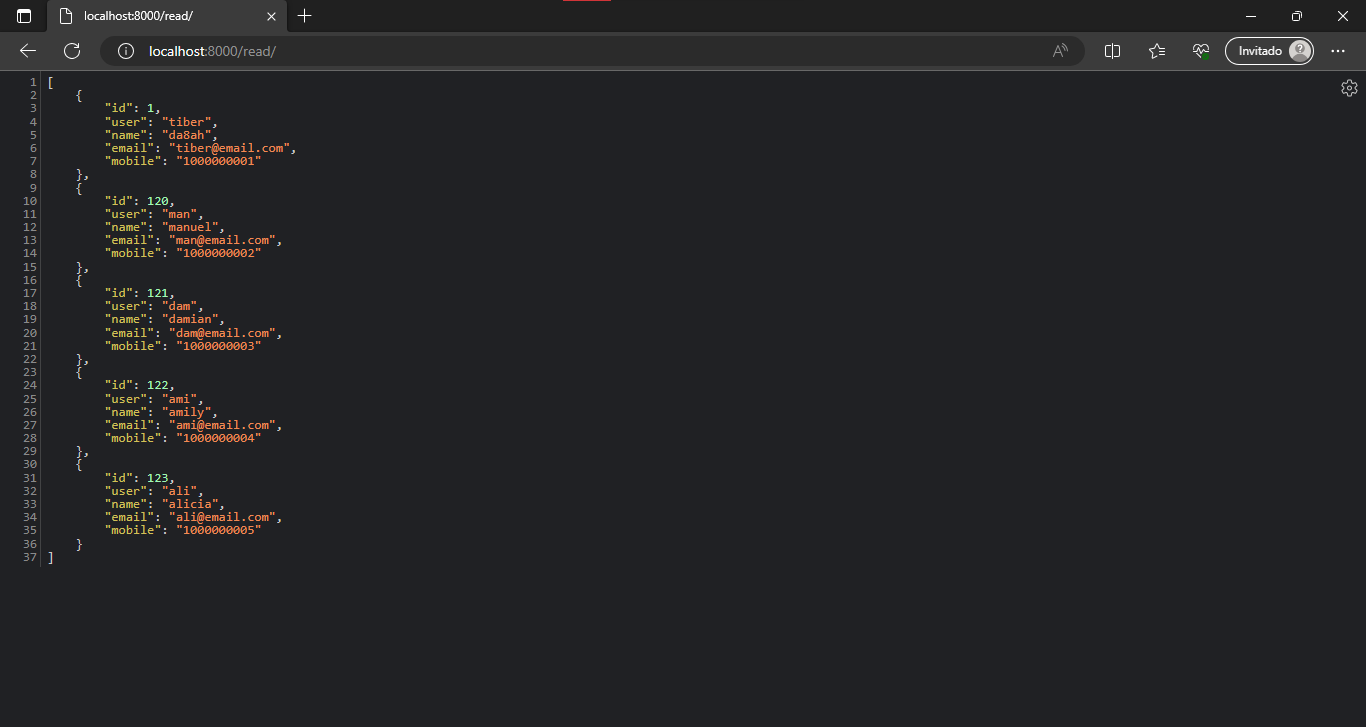 localhost:8000/read/
localhost:8000/read/
Invitado
1 [
2     {
3         "id": 1,
4         "user": "tiber",
5         "name": "da8ah",
6         "email": "tiber@email.com",
7         "mobile": "1000000001"
8     },
9     {
10         "id": 120,
11         "user": "man",
12         "name": "manuel",
13         "email": "man@email.com",
14         "mobile": "1000000002"
15     },
16     {
17         "id": 121,
18         "user": "dam",
19         "name": "damian",
20         "email": "dam@email.com",
21         "mobile": "1000000003"
22     },
23     {
24         "id": 122,
25         "user": "ami",
26         "name": "amily",
27         "email": "ami@email.com",
28         "mobile": "1000000004"
29     },
30     {
31         "id": 123,
32         "user": "ali",
33         "name": "alicia",
34         "email": "ali@email.com",
35         "mobile": "1000000005"
36     }
37 ]